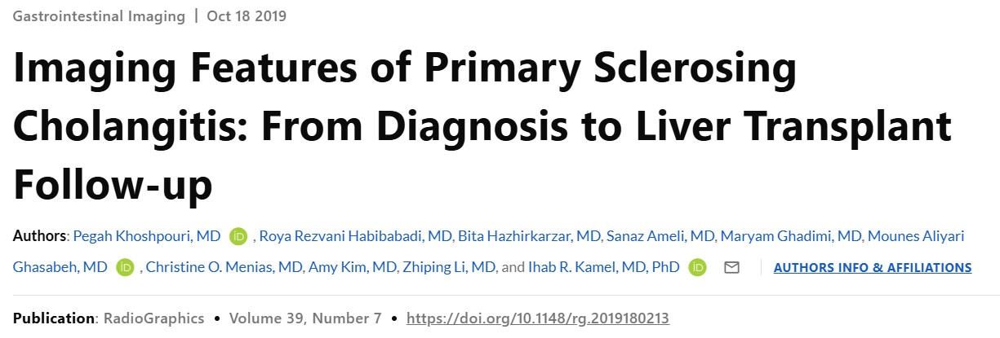 Gastrointestinal Imaging | Oct 18 2019
Imaging Features of Primary Sclerosing
Cholangitis: From Diagnosis to Liver Transplant
Follow-up
Authors: Pegah Khoshpouri, MD iD , Roya Rezvani Habibabadi, MD, Bita Hazhirkarzar, MD, Sanaz Ameli, MD, Maryam Ghadimi, MD, Mounes Aliyari
Ghasabeh, MD iD , Christine O. Menias, MD, Amy Kim, MD, Zhiping Li, MD, and Ihab R. Kamel, MD, PhD iD AUTHORS INFO & AFFILIATIONS
Publication: RadioGraphics • Volume 39, Number 7 • https://doi.org/10.1148/rg.2019180213